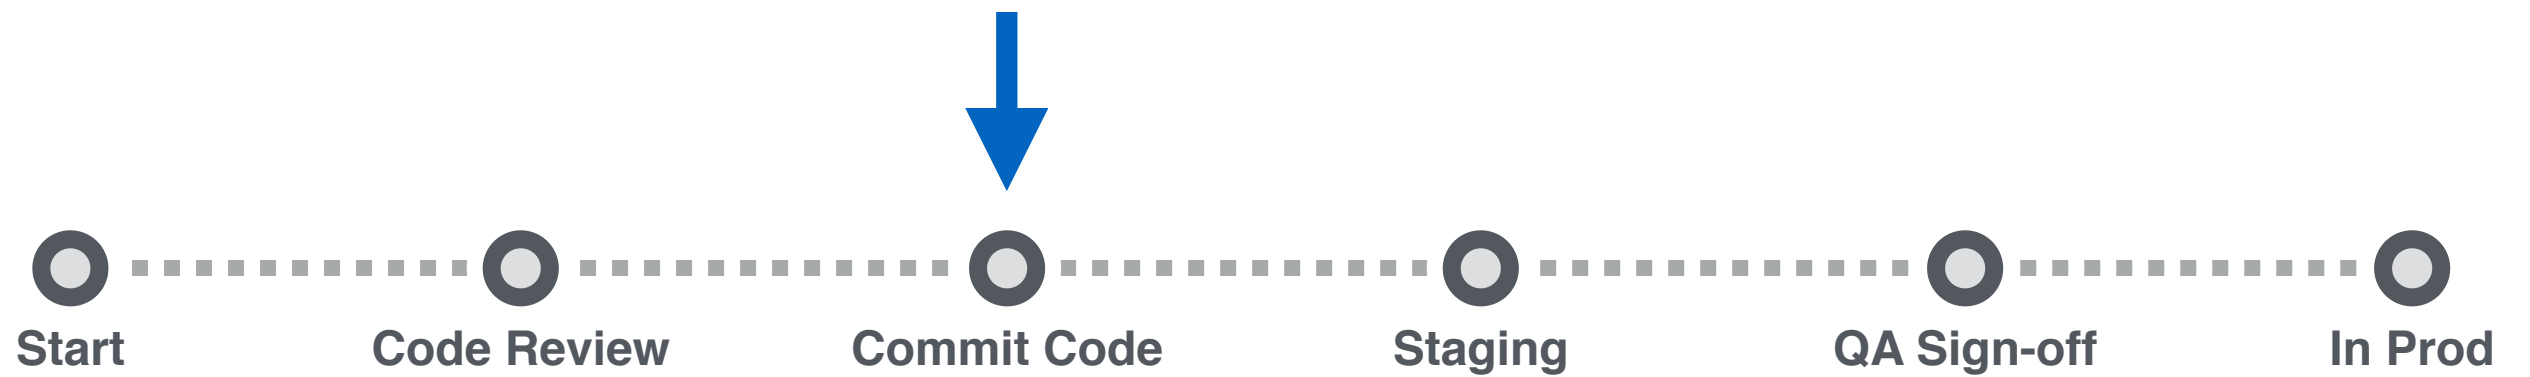 Start
Code Review
Commit Code
Staging
QA Sign-off
In Prod